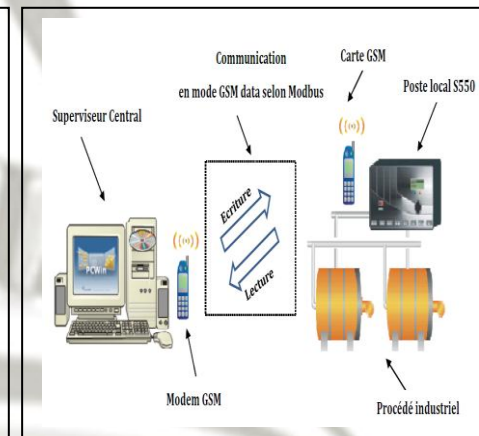 Communication
en mode GSM data selon Modbus
Carte GSM
Poste local S550
Superviseur Central
PCWin
Ecriture
Lecture
Modem GSM
Procédé industriel